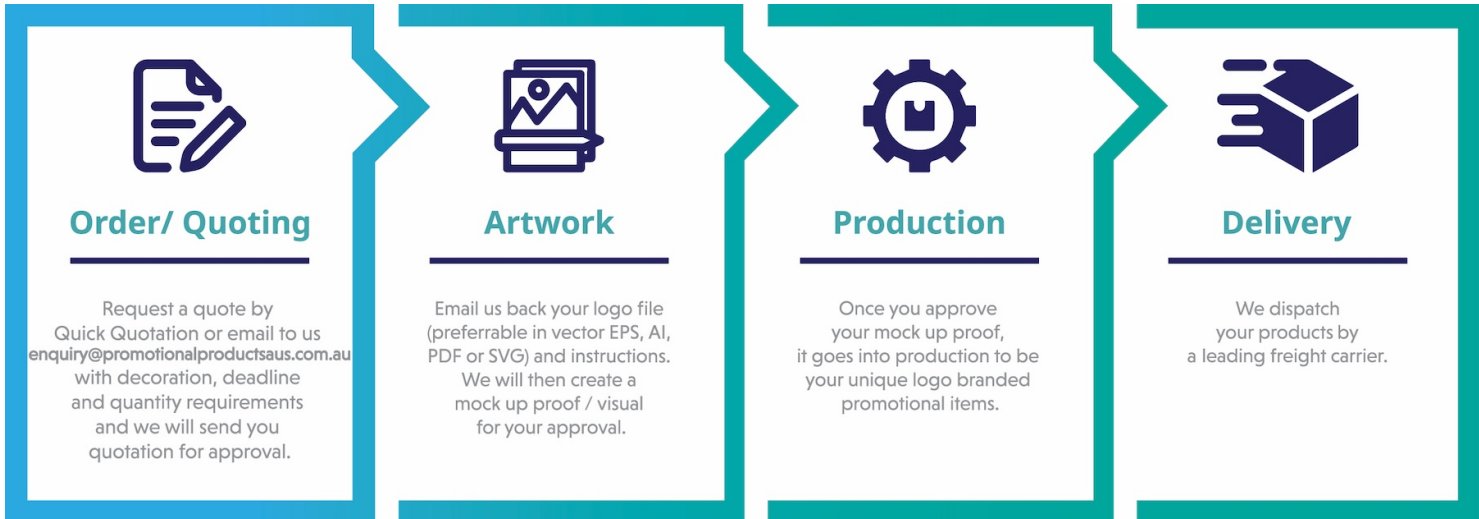 Order/ Quoting
Request a quote by
Quick Quotation or email to us
enquiry@promotionalproductsaus.com.au
with decoration, deadline
and quantity requirements
and we will send you
quotation for approval.
Artwork
Email us back your logo file
(preferrable in vector EPS, AI,
PDF or SVG) and instructions.
We will then create a
mock up proof / visual
for your approval.
Production
Once you approve
your mock up proof,
it goes into production to be
your unique logo branded
promotional items.
Delivery
We dispatch
your products by
a leading freight carrier.